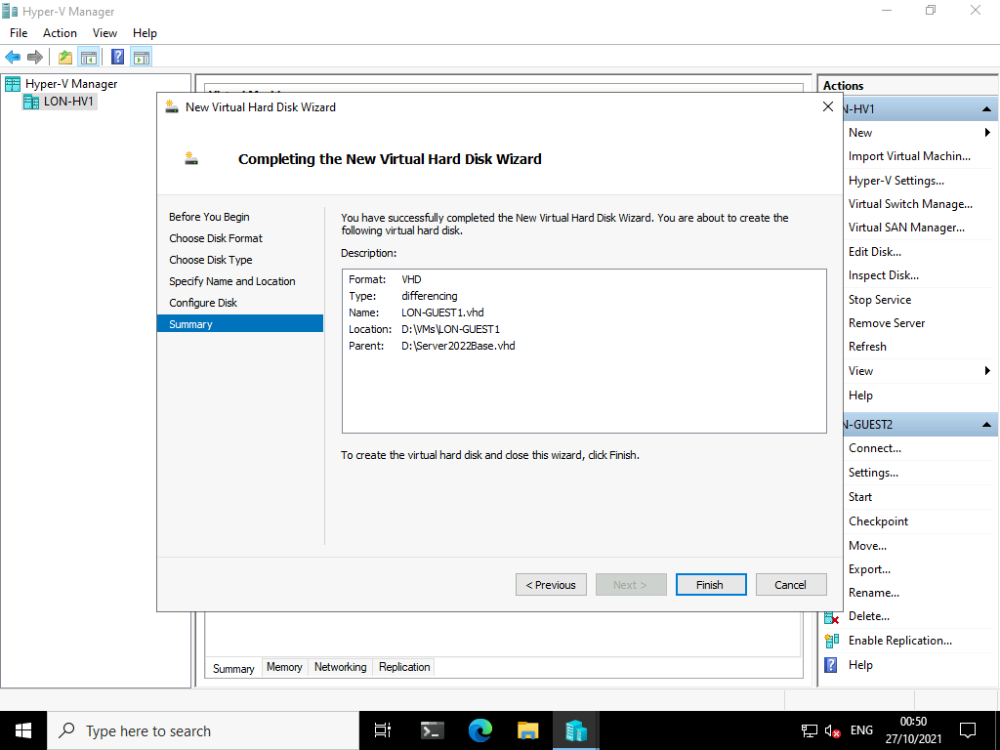 Hyper-V Manager
File Action View Help
Hyper-V Manager
LON-HV1
New Virtual Hard Disk Wizard
Completing the New Virtual Hard Disk Wizard
Before You Begin
Choose Disk Format
Choose Disk Type
Specify Name and Location
Configure Disk
Summary
You have successfully completed the New Virtual Hard Disk Wizard. You are about to create the
following virtual hard disk.
Description:
Format: VHD
Type: differencing
Name: LON-GUEST1.vhd
Location: D:\VMs\LON-GUEST1
Parent: D:\Server2022Base.vhd
To create the virtual hard disk and close this wizard, click Finish.
< Previous Next > Finish Cancel
Summary Memory Networking Replication
Actions
N-HV1
New
Import Virtual Machin...
Hyper-V Settings...
Virtual Switch Manage...
Virtual SAN Manager...
Edit Disk...
Inspect Disk...
Stop Service
Remove Server
Refresh
View
Help
N-GUEST2
Connect...
Settings...
Start
Checkpoint
Move...
Export...
Rename...
Delete...
Enable Replication...
Help
Type here to search
ENG
00:50
27/10/2021